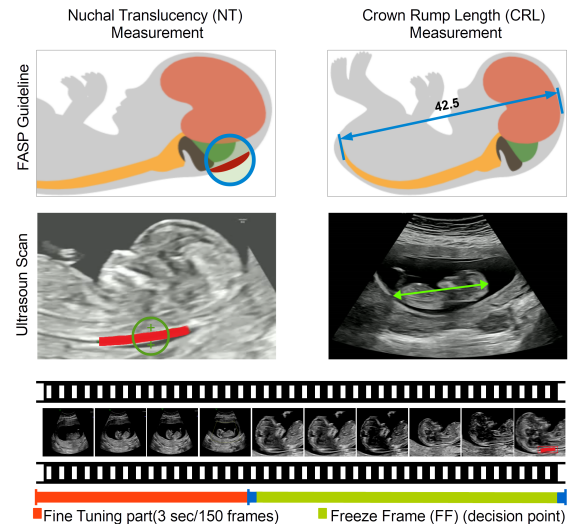 Nuchal Translucency (NT)
Measurement
Crown Rump Length (CRL)
Measurement
FASP Guideline
42.5
Ultrasoun Scan
Fine Tuning part(3 sec/150 frames)
Freeze Frame (FF) (decision point)